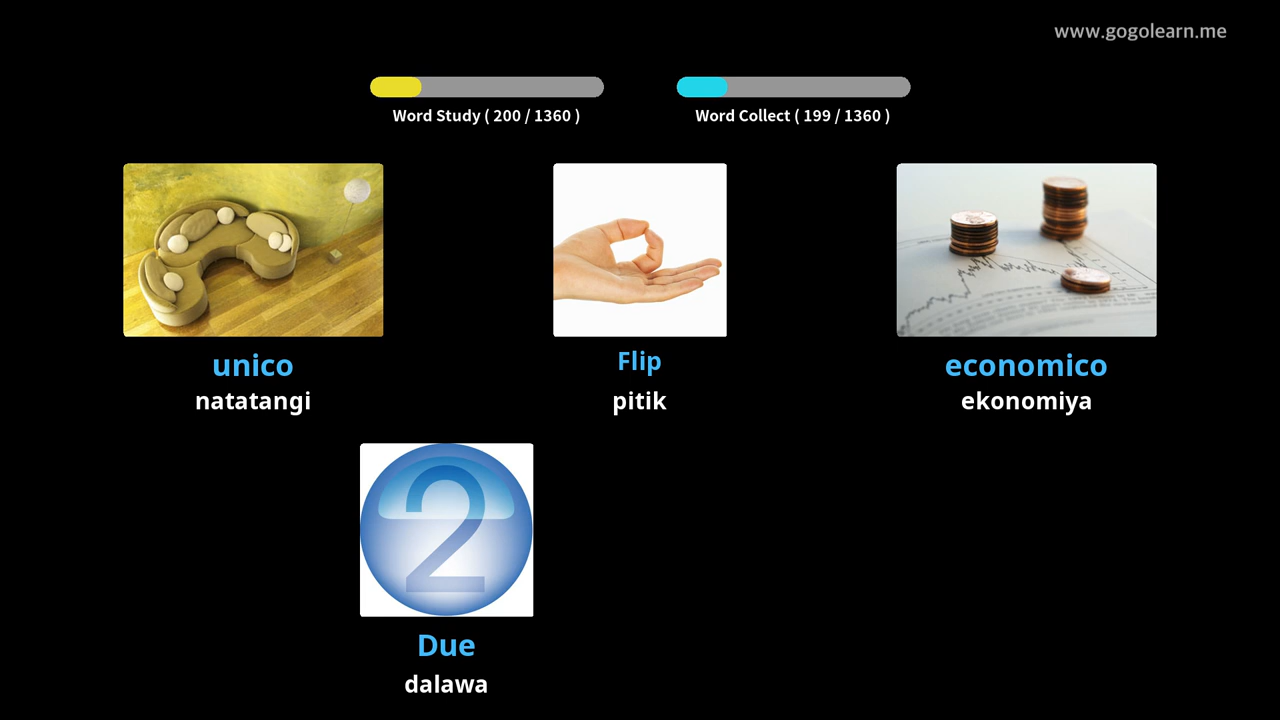 www.gogolearn.me
Word Study ( 200 / 1360 )
Word Collect ( 199 / 1360 )
unico
natatangi
Flip
pitik
economico
ekonomiya
2
Due
dalawa